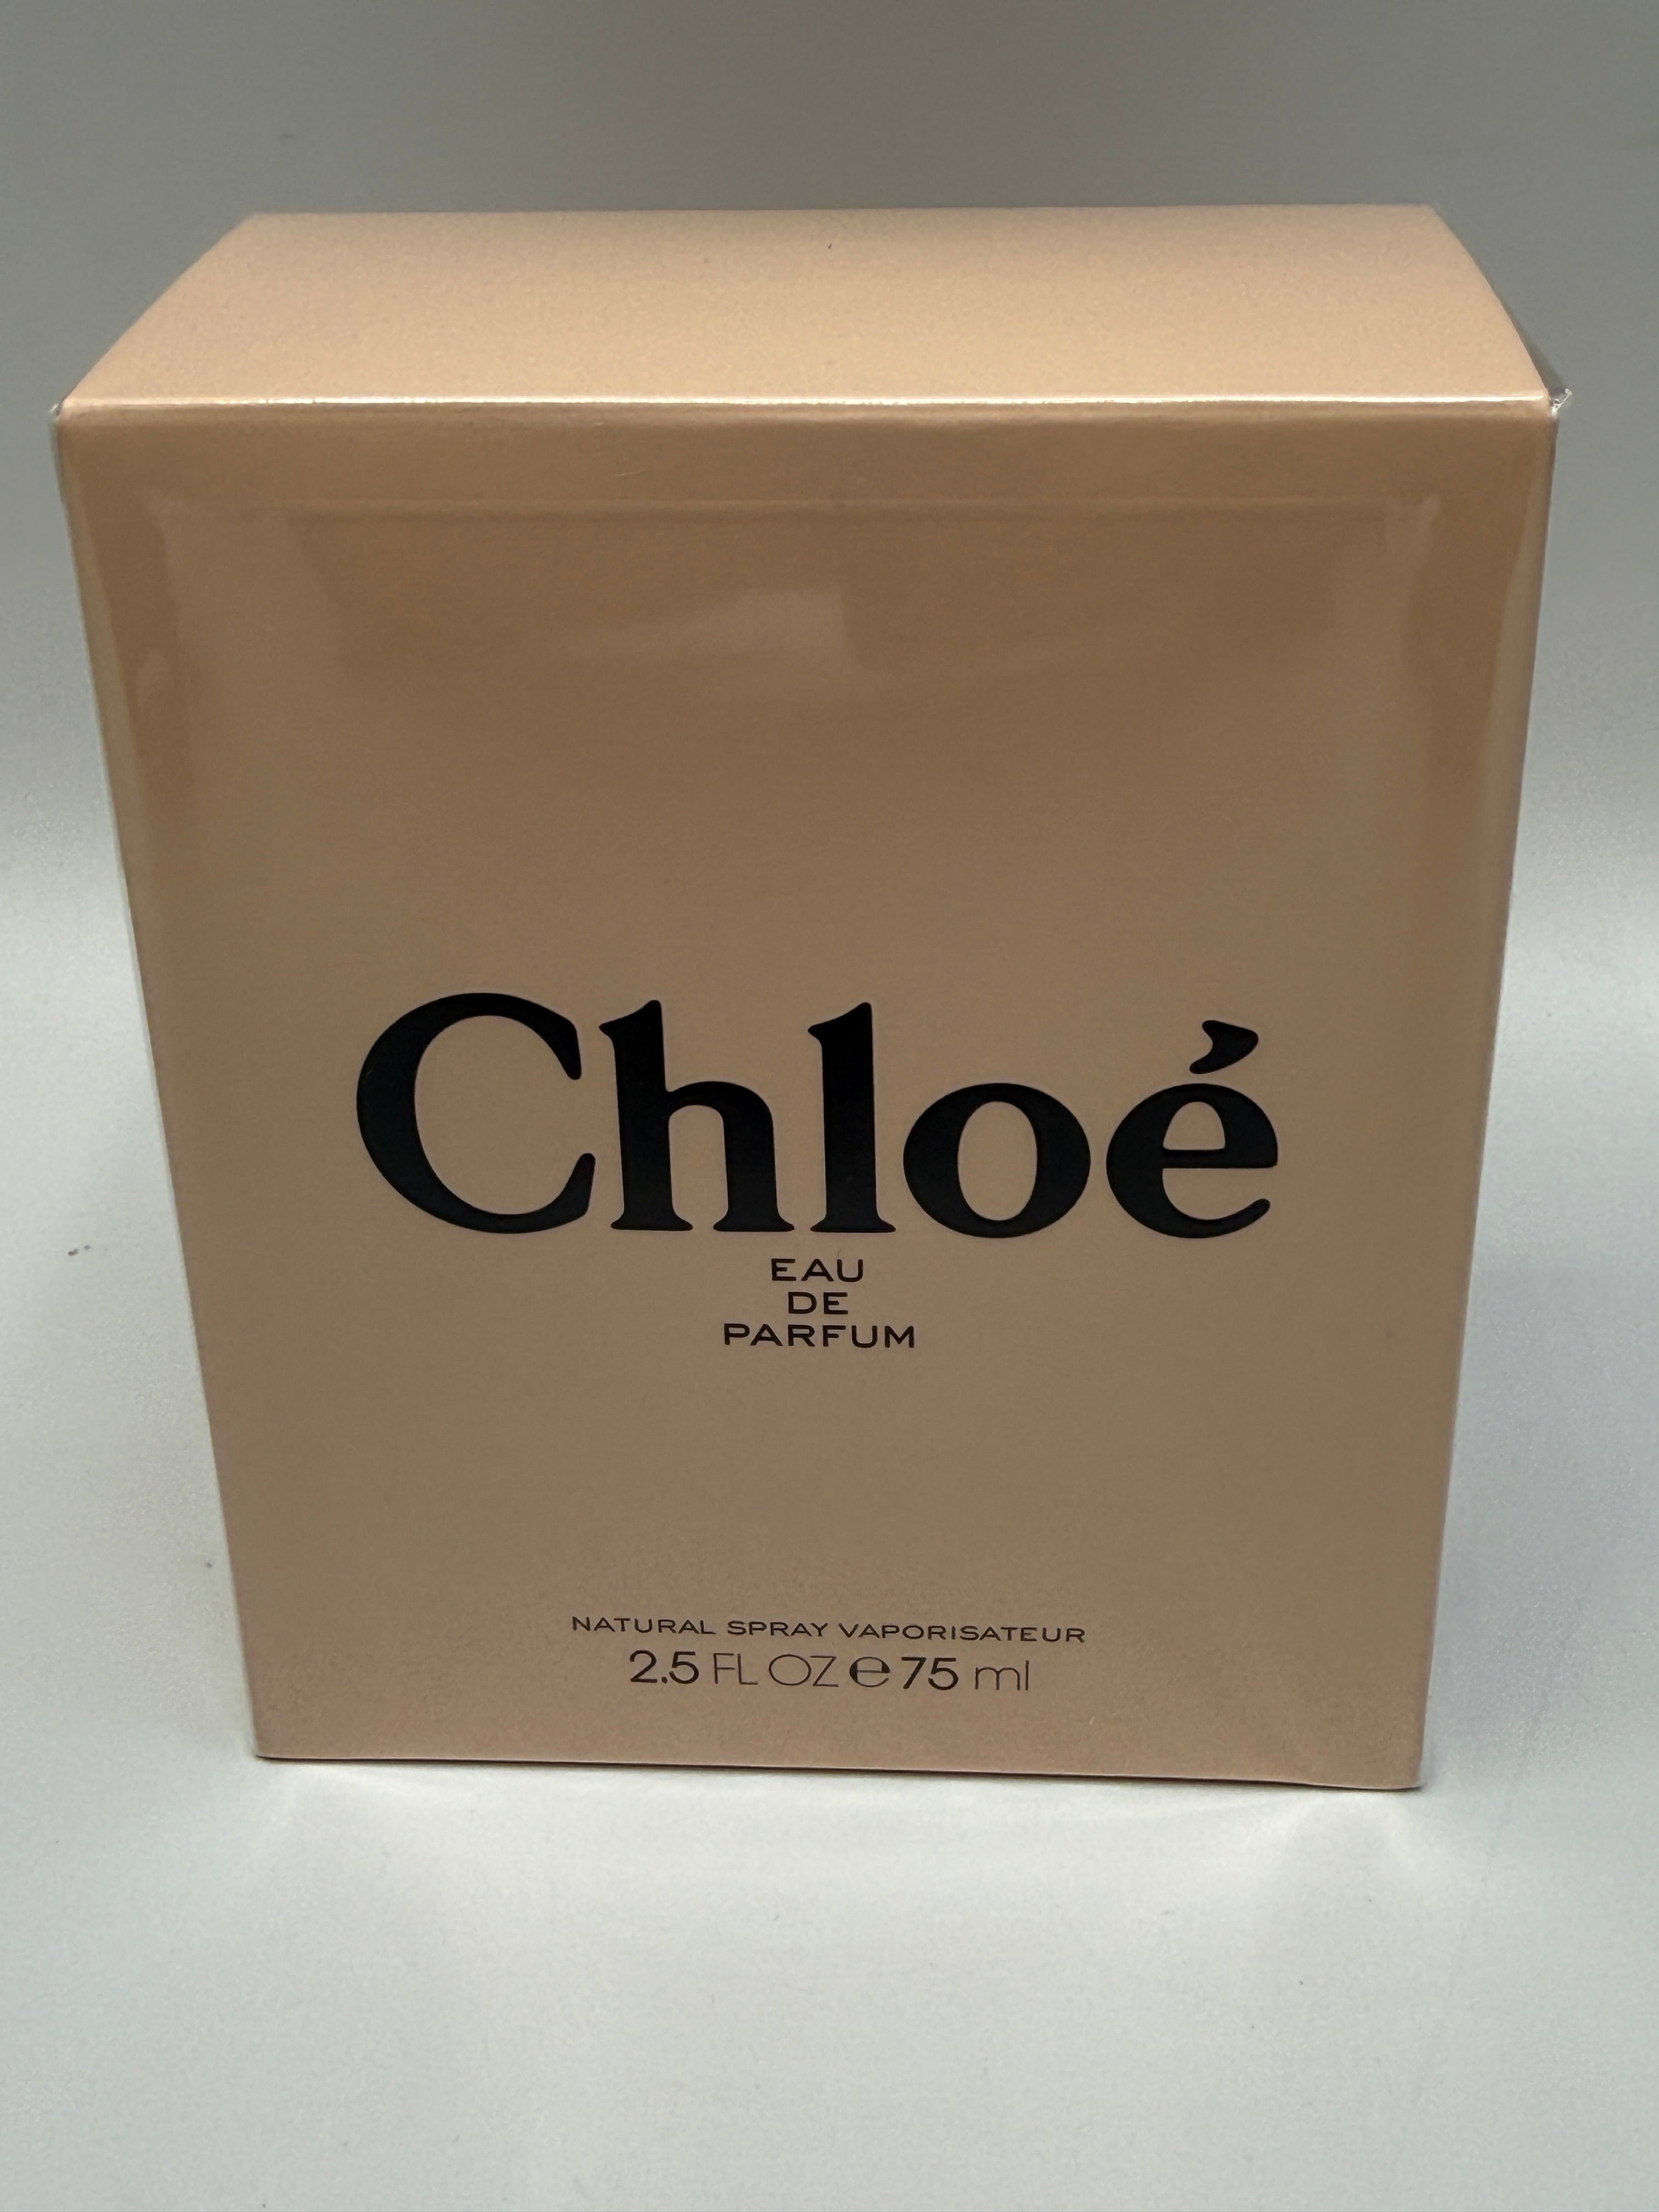 Chloé
EAU
DE
PARFUM
NATURAL SPRAY VAPORISATEUR
2.5 FL OZ ℮ 75 ml